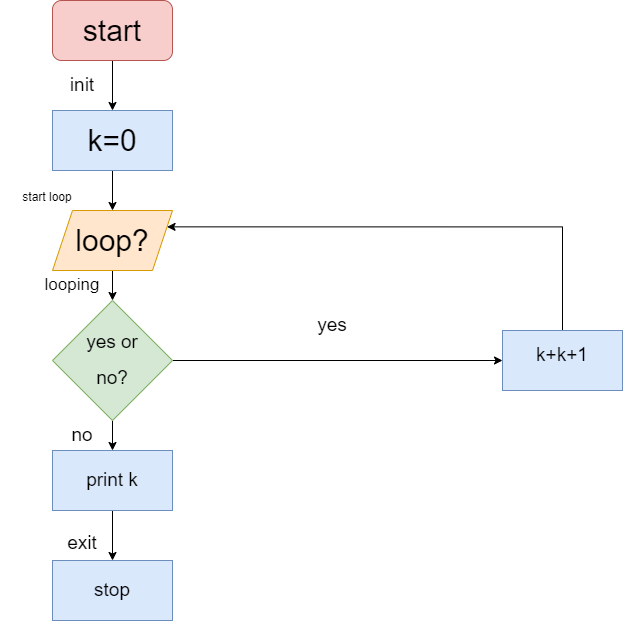 start
init
k=0
start loop
loop?
looping
yes or
no?
yes
k+k+1
no
print k
exit
stop